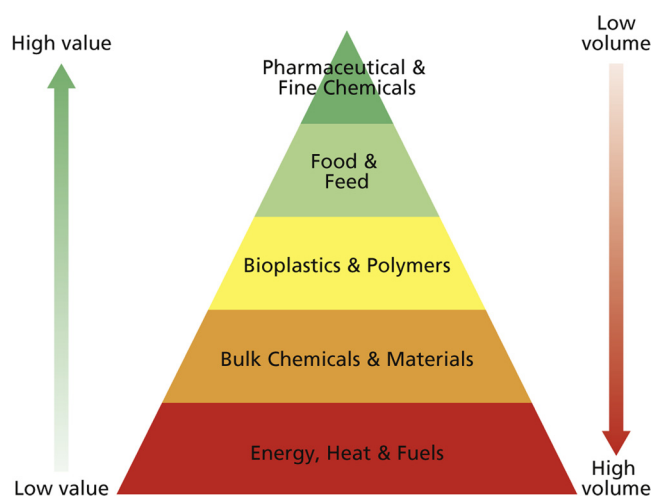 High value
Low
volume
Pharmaceutical &
Fine Chemicals
Food &
Feed
Bioplastics & Polymers
Bulk Chemicals & Materials
Energy, Heat & Fuels
Low value
High
volume